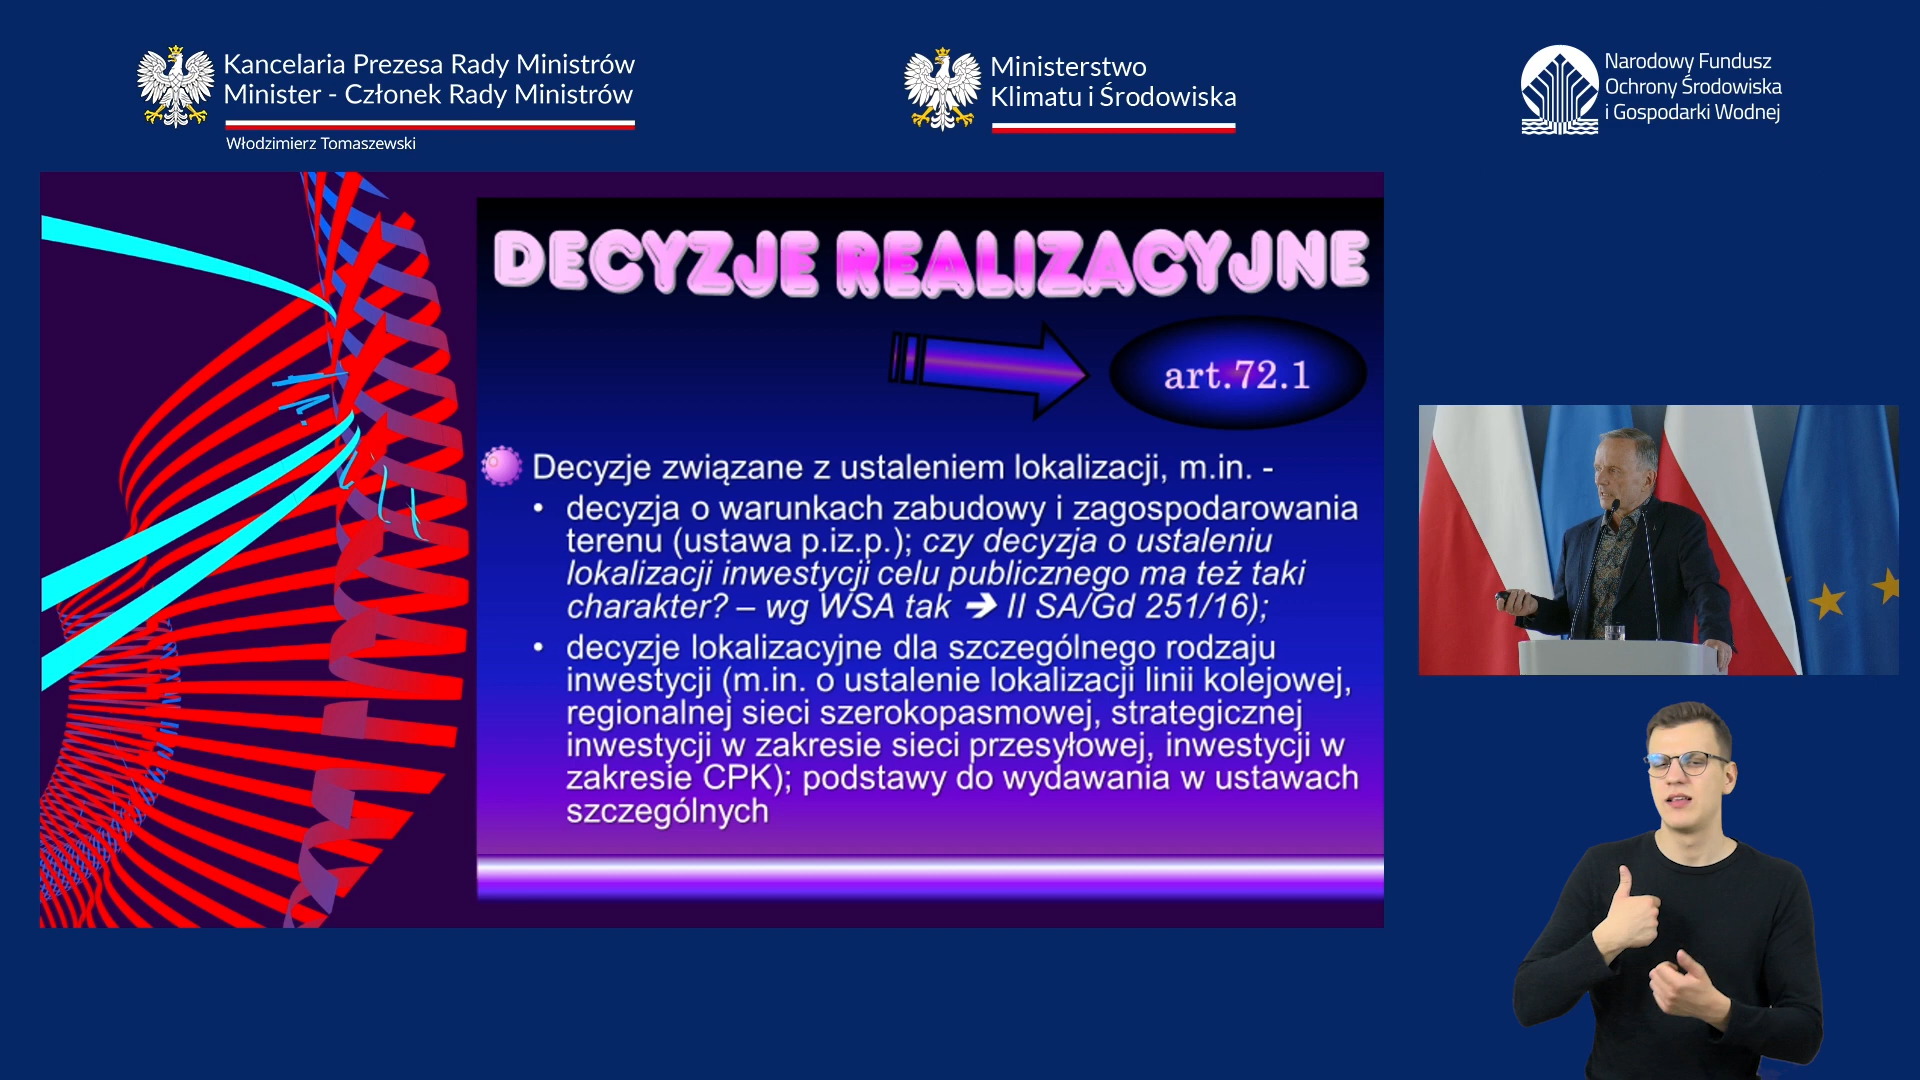 Kancelaria Prezesa Rady Ministrów
Minister - Członek Rady Ministrów
Włodzimierz Tomaszewski
Ministerstwo
Klimatu i Środowiska
Narodowy Fundusz
Ochrony Środowiska
i Gospodarki Wodnej
DECYZJE REALIZACYJNE
art.72.1
Decyzje związane z ustaleniem lokalizacji, m.in. -
• decyzja o warunkach zabudowy i zagospodarowania
terenu (ustawa p.iz.p.); czy decyzja o ustaleniu
lokalizacji inwestycji celu publicznego ma też taki
charakter? – wg WSA tak ➔ II SA/Gd 251/16);
• decyzje lokalizacyjne dla szczególnego rodzaju
inwestycji (m.in. o ustalenie lokalizacji linii kolejowej,
regionalnej sieci szerokopasmowej, strategicznej
inwestycji w zakresie sieci przesyłowej, inwestycji w
zakresie CPK); podstawy do wydawania w ustawach
szczególnych